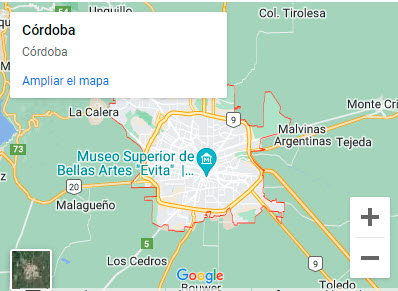 Unquillo
Col. Tirolesa
Córdoba
Córdoba
Ampliar el mapa
La Calera
9
Monte Cri
Malvinas
Argentinas
Tejeda
73
Museo Superior de
Bellas Artes "Evita" |...
20
Malagueño
5
Los Cedros
9
Google
Toledo
Bouwer